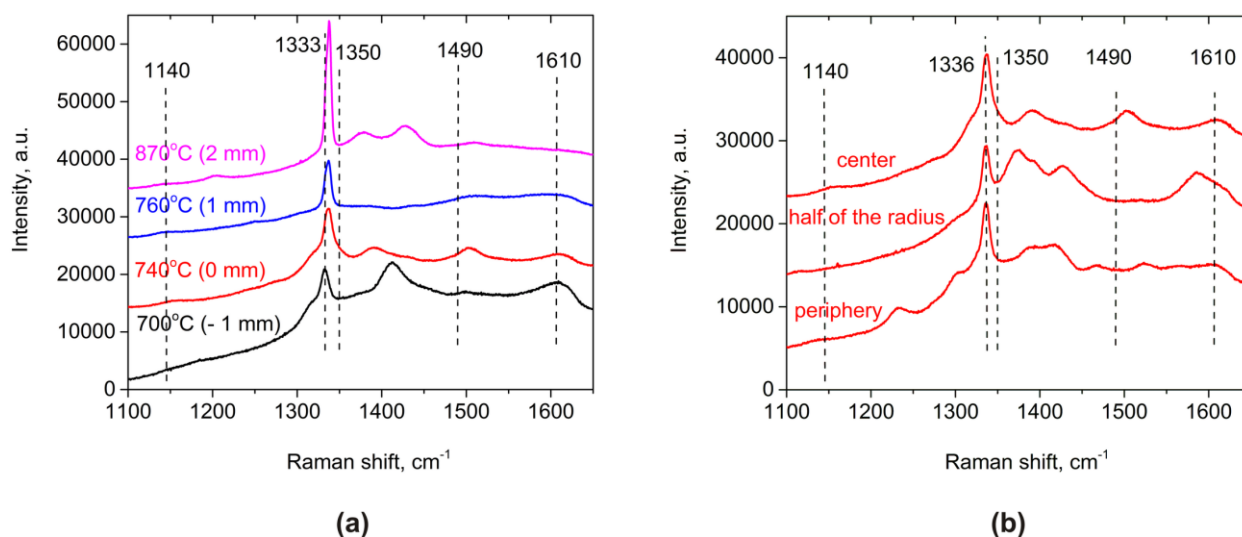 60000
50000
40000
30000
20000
10000
0
Intensity, a.u.
1140
1333
1350
1490
1610
870°C (2 mm)
760°C (1 mm)
740°C (0 mm)
700°C (- 1 mm)
1100 1200 1300 1400 1500 1600
Raman shift, cm⁻¹
(a)
40000
30000
20000
10000
0
Intensity, a.u.
1140
1336
1350
1490
1610
center
half of the radius
periphery
1100 1200 1300 1400 1500 1600
Raman shift, cm⁻¹
(b)